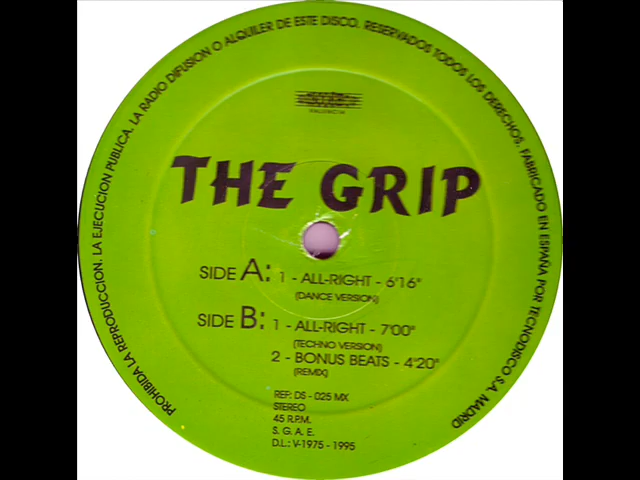 PROHIBIDA LA REPRODUCCION. LA EJECUCION PUBLICA. LA RADIO DIFUSION O ALQUILER DE ESTE DISCO. RESERVADOS TODOS LOS DERECHOS. FABRICADO EN ESPAÑA POR TECNODISCO S.A. MADRID
THE GRIP
SIDE A: 1 - ALL-RIGHT - 6'16"
(DANCE VERSION)
SIDE B: 1 - ALL-RIGHT - 7'00"
(TECHNO VERSION)
2 - BONUS BEATS - 4'20"
(REMIX)
REF: DS - 025 MX
STEREO
45 R.P.M.
S. G. A. E.
D.L.: V-1975 - 1995